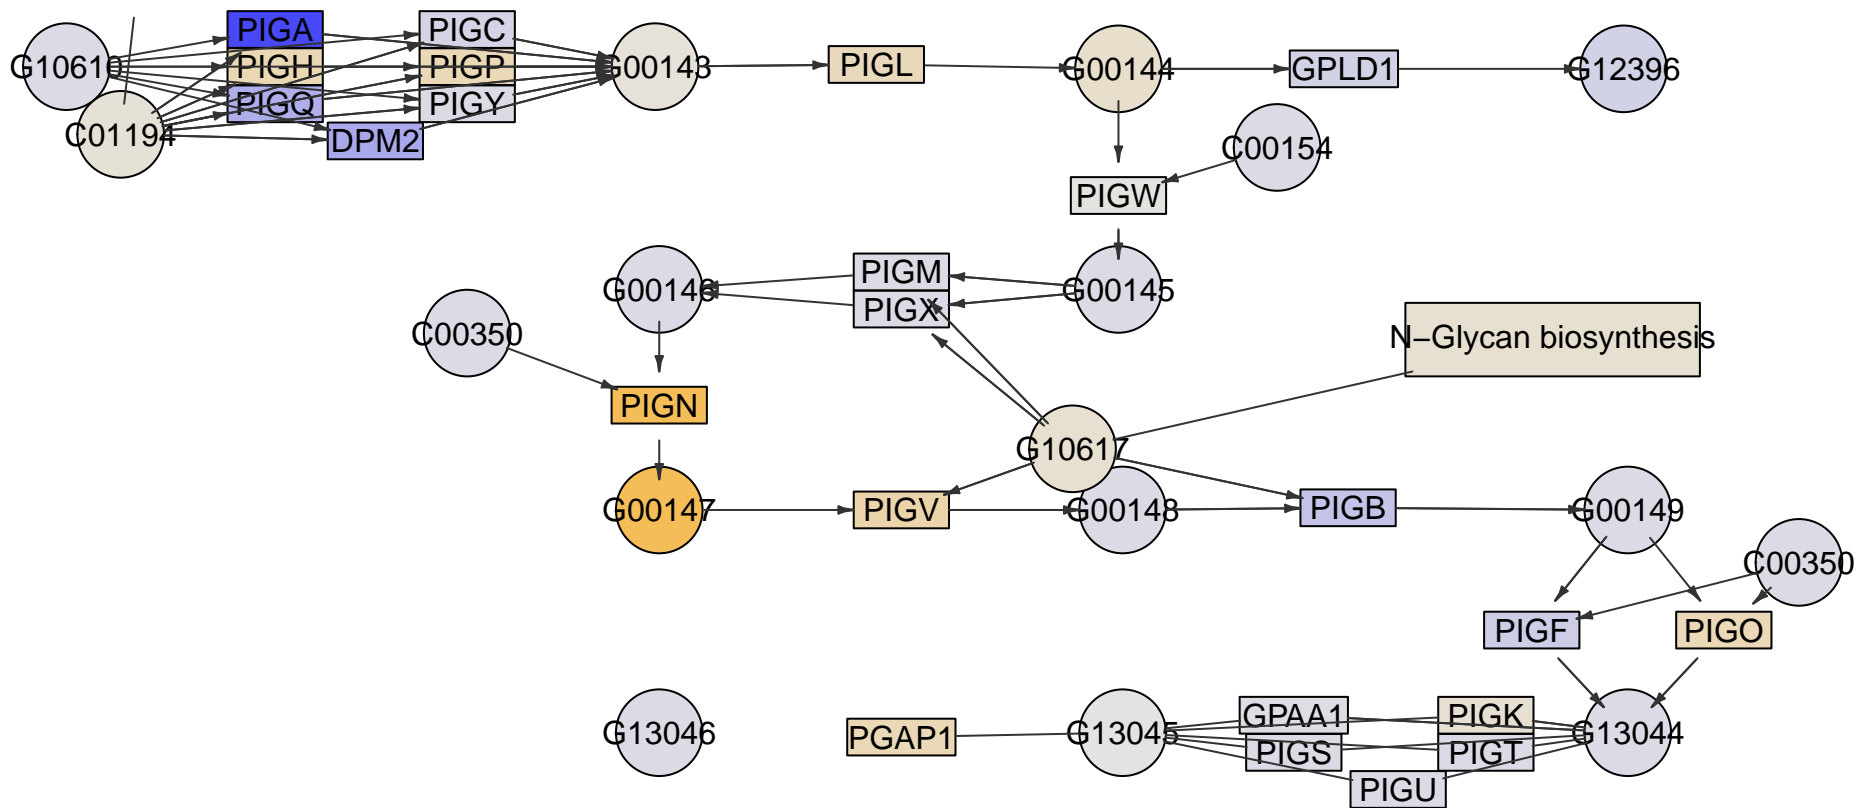 PIGA
PIGC
G10610
PIGH
PIGP
G00143
PIGL
G00144
GPLD1
G12396
PIGQ
PIGY
C01194
DPM2
C00154
PIGW
PIGM
G00146
G00145
PIGX
C00350
N−Glycan biosynthesis
PIGN
G10617
G00147
PIGV
G00148
PIGB
G00149
C00350
PIGF
PIGO
GPAA1
PIGK
G13046
PGAP1
G13045
G13044
PIGS
PIGT
PIGU